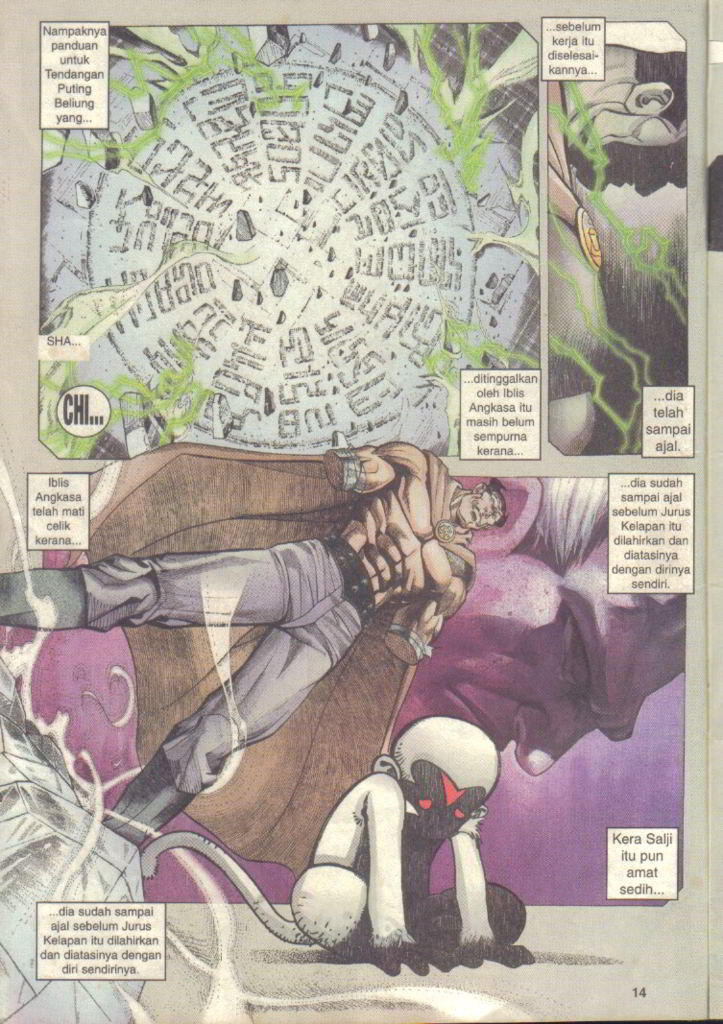 Nampaknya
panduan
untuk
Tendangan
Puting
Beliung
yang...
...sebelum
kerja itu
diselesai-
kannya...
SHA...
CHI...
...ditinggalkan
oleh Iblis
Angkasa itu
masih belum
sempurna
kerana...
...dia
telah
sampai
ajal.
Iblis
Angkasa
telah mati
celik
kerana...
...dia sudah
sampai ajal
sebelum Jurus
Kelapan itu
dilahirkan dan
diatasinya
dengan dirinya
sendiri.
Kera Salji
itu pun
amat
sedih...
...dia sudah sampai
ajal sebelum Jurus
Kelapan itu dilahirkan
dan diatasinya dengan
diri sendirinya.
14